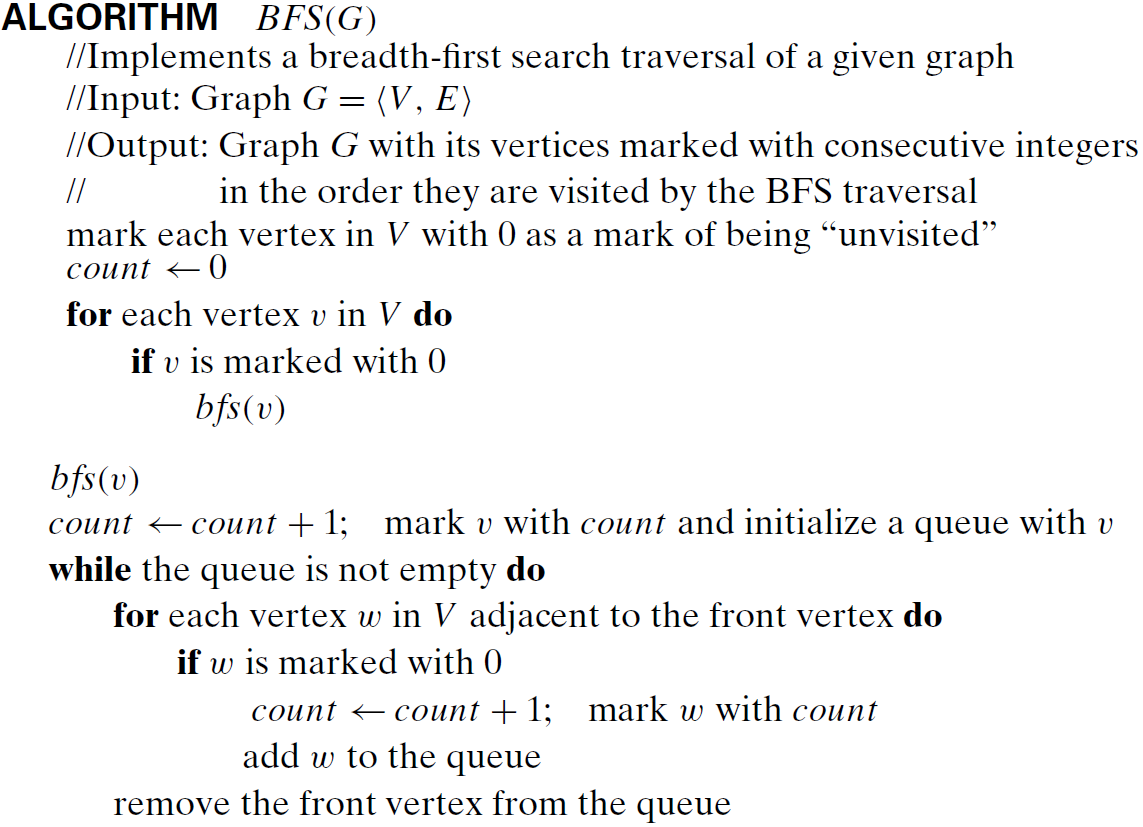 ALGORITHM BFS(G)
//Implements a breadth-first search traversal of a given graph
//Input: Graph G = ⟨V, E⟩
//Output: Graph G with its vertices marked with consecutive integers
// in the order they are visited by the BFS traversal
mark each vertex in V with 0 as a mark of being “unvisited”
count ← 0
for each vertex v in V do
if v is marked with 0
bfs(v)
bfs(v)
count ← count + 1; mark v with count and initialize a queue with v
while the queue is not empty do
for each vertex w in V adjacent to the front vertex do
if w is marked with 0
count ← count + 1; mark w with count
add w to the queue
remove the front vertex from the queue